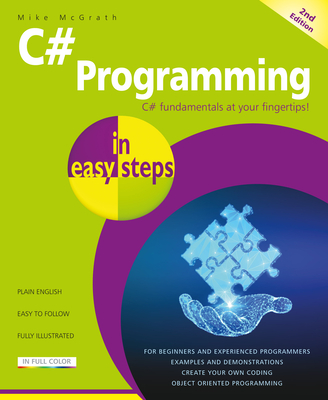 Mike McGrath
2nd
Edition
C#
Programming
C# fundamentals at your fingertips!
in
easy steps
PLAIN ENGLISH
EASY TO FOLLOW
FULLY ILLUSTRATED
IN FULL COLOR
FOR BEGINNERS AND EXPERIENCED PROGRAMMERS
EXAMPLES AND DEMONSTRATIONS
CREATE YOUR OWN CODING
OBJECT ORIENTED PROGRAMMING